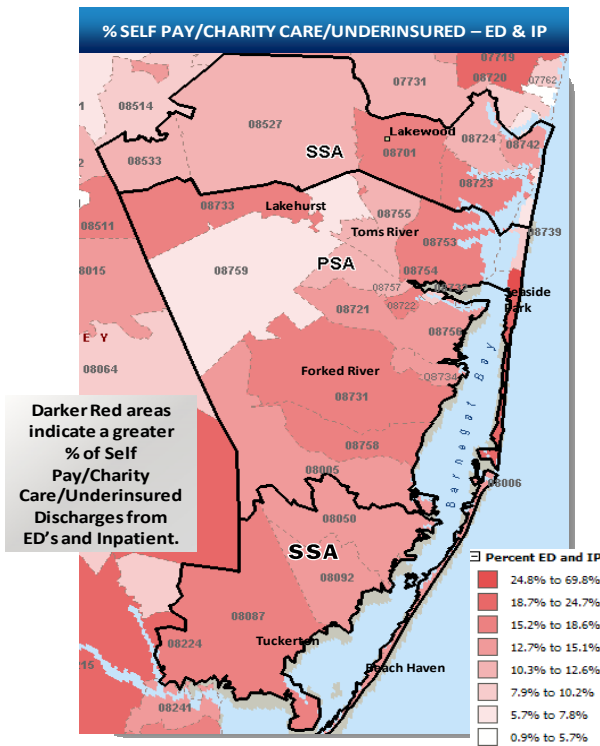 % SELF PAY/CHARITY CARE/UNDERINSURED – ED & IP
07719
07731
08720
07762
08514
08527
Lakewood
08724
08742
SSA
08701
08533
08723
08733
Lakehurst
08755
08511
Toms River
08739
08753
8015
08759
PSA
08754
08757
Seaside
Park
08721
08722
08756
E Y
Forked River
08064
08734
08731
Barnegat Bay
Darker Red areas
indicate a greater
% of Self
Pay/Charity
Care/Underinsured
Discharges from
ED's and Inpatient.
08758
08005
08006
08050
SSA
08092
08087
08224
Tuckerton
Beach Haven
08241
Percent ED and IP
24.8% to 69.8%
18.7% to 24.7%
15.2% to 18.6%
12.7% to 15.1%
10.3% to 12.6%
7.9% to 10.2%
5.7% to 7.8%
0.9% to 5.7%